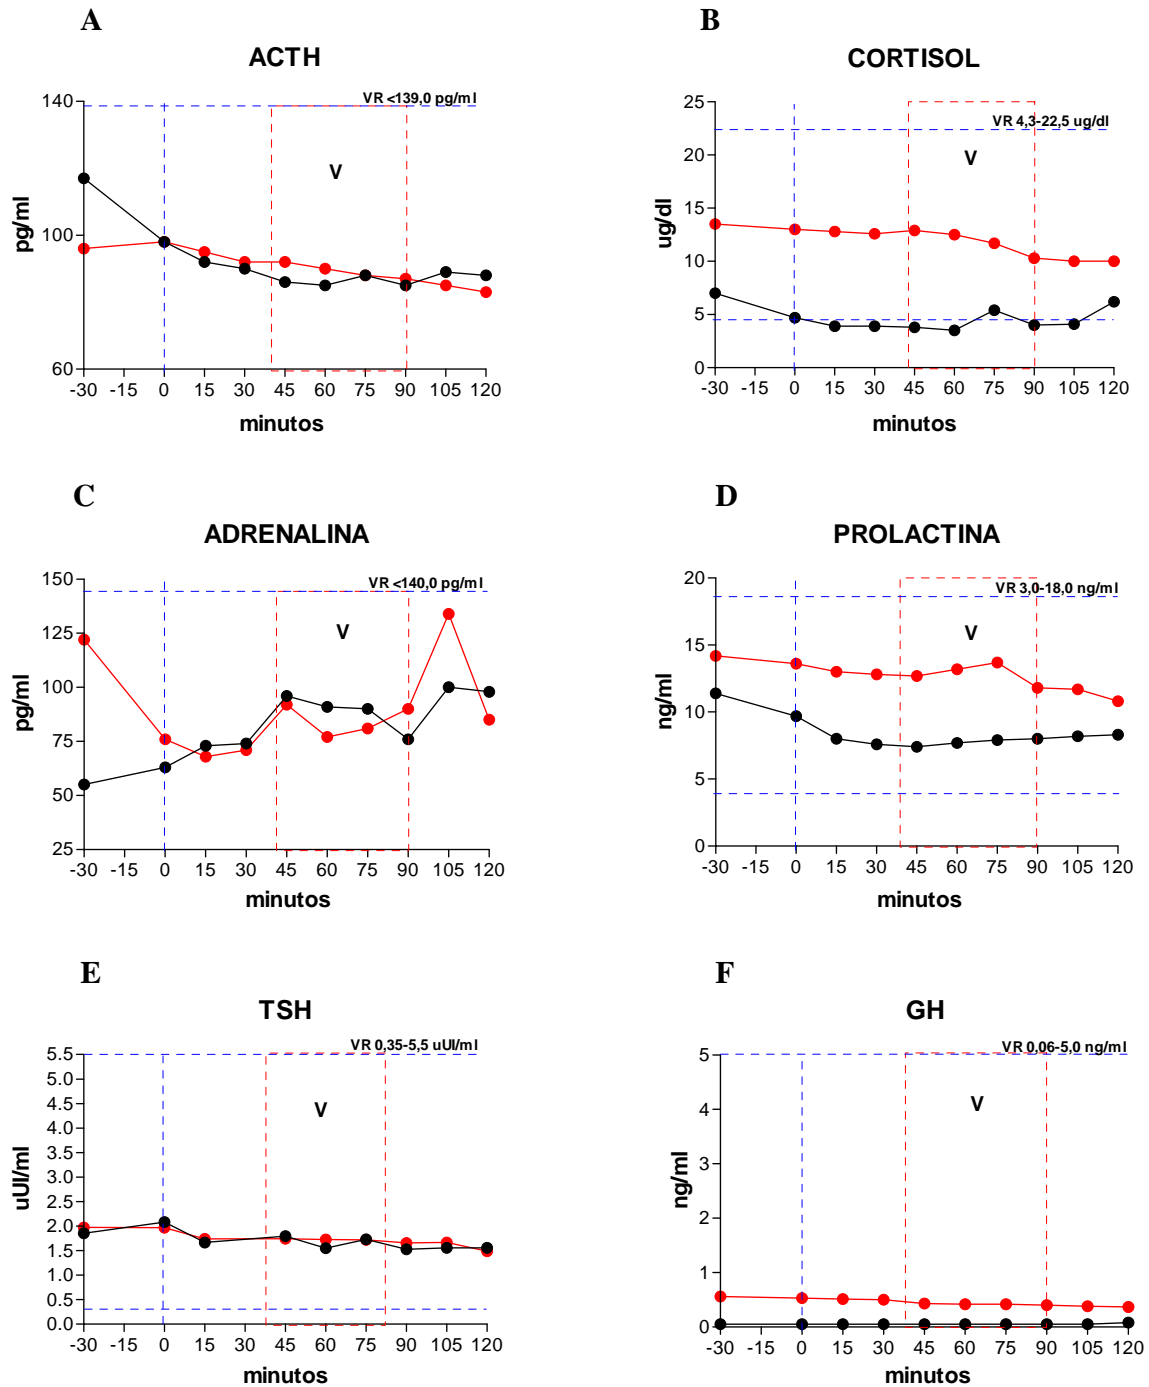 A
ACTH
VR <139,0 pg/ml
140
100
60
pg/ml
V
-30 -15 0 15 30 45 60 75 90 105 120
minutos
B
CORTISOL
VR 4,3-22,5 ug/dl
25
20
15
10
5
0
ug/dl
V
-30 -15 0 15 30 45 60 75 90 105 120
minutos
C
ADRENALINA
VR <140,0 pg/ml
150
125
100
75
50
25
pg/ml
V
-30 -15 0 15 30 45 60 75 90 105 120
minutos
D
PROLACTINA
VR 3,0-18,0 ng/ml
20
15
10
5
0
ng/ml
V
-30 -15 0 15 30 45 60 75 90 105 120
minutos
E
TSH
VR 0,35-5,5 uUI/ml
5.5
5.0
4.5
4.0
3.5
3.0
2.5
2.0
1.5
1.0
0.5
0.0
uUI/ml
V
-30 -15 0 15 30 45 60 75 90 105 120
minutos
F
GH
VR 0,06-5,0 ng/ml
5
4
3
2
1
0
ng/ml
V
-30 -15 0 15 30 45 60 75 90 105 120
minutos